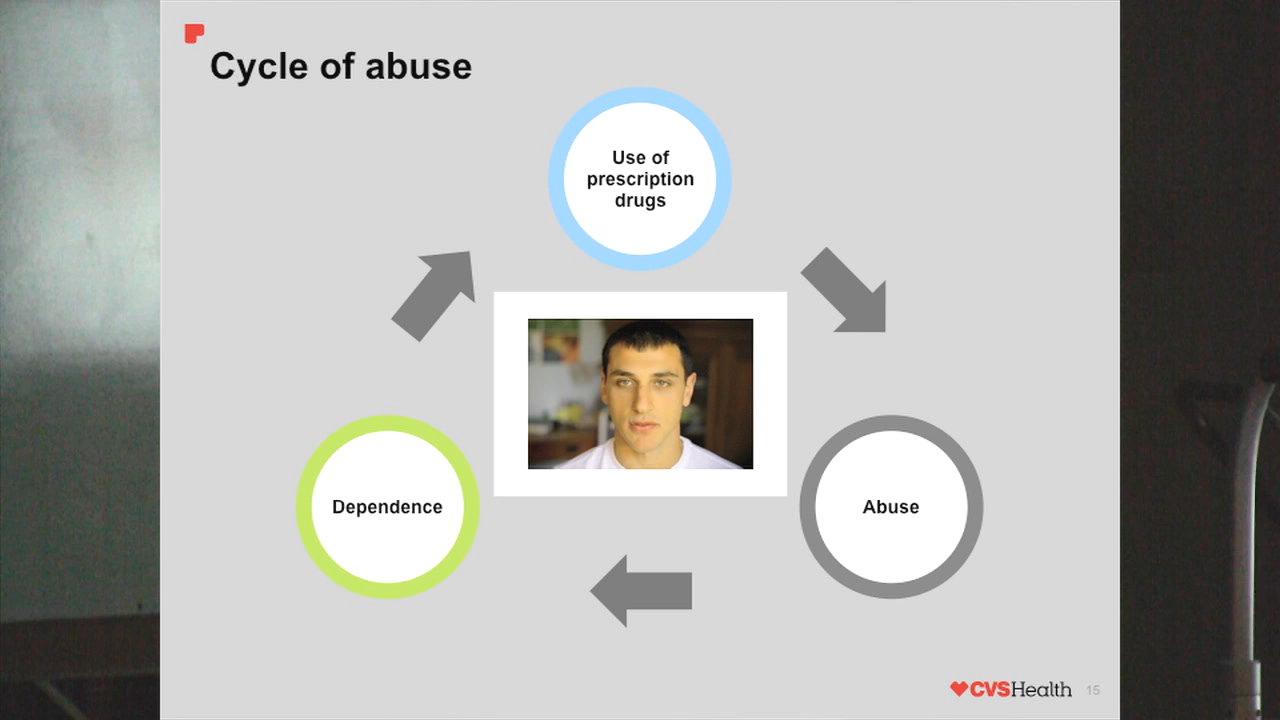 Cycle of abuse
Use of
prescription
drugs
Dependence
Abuse
CVSHealth
15